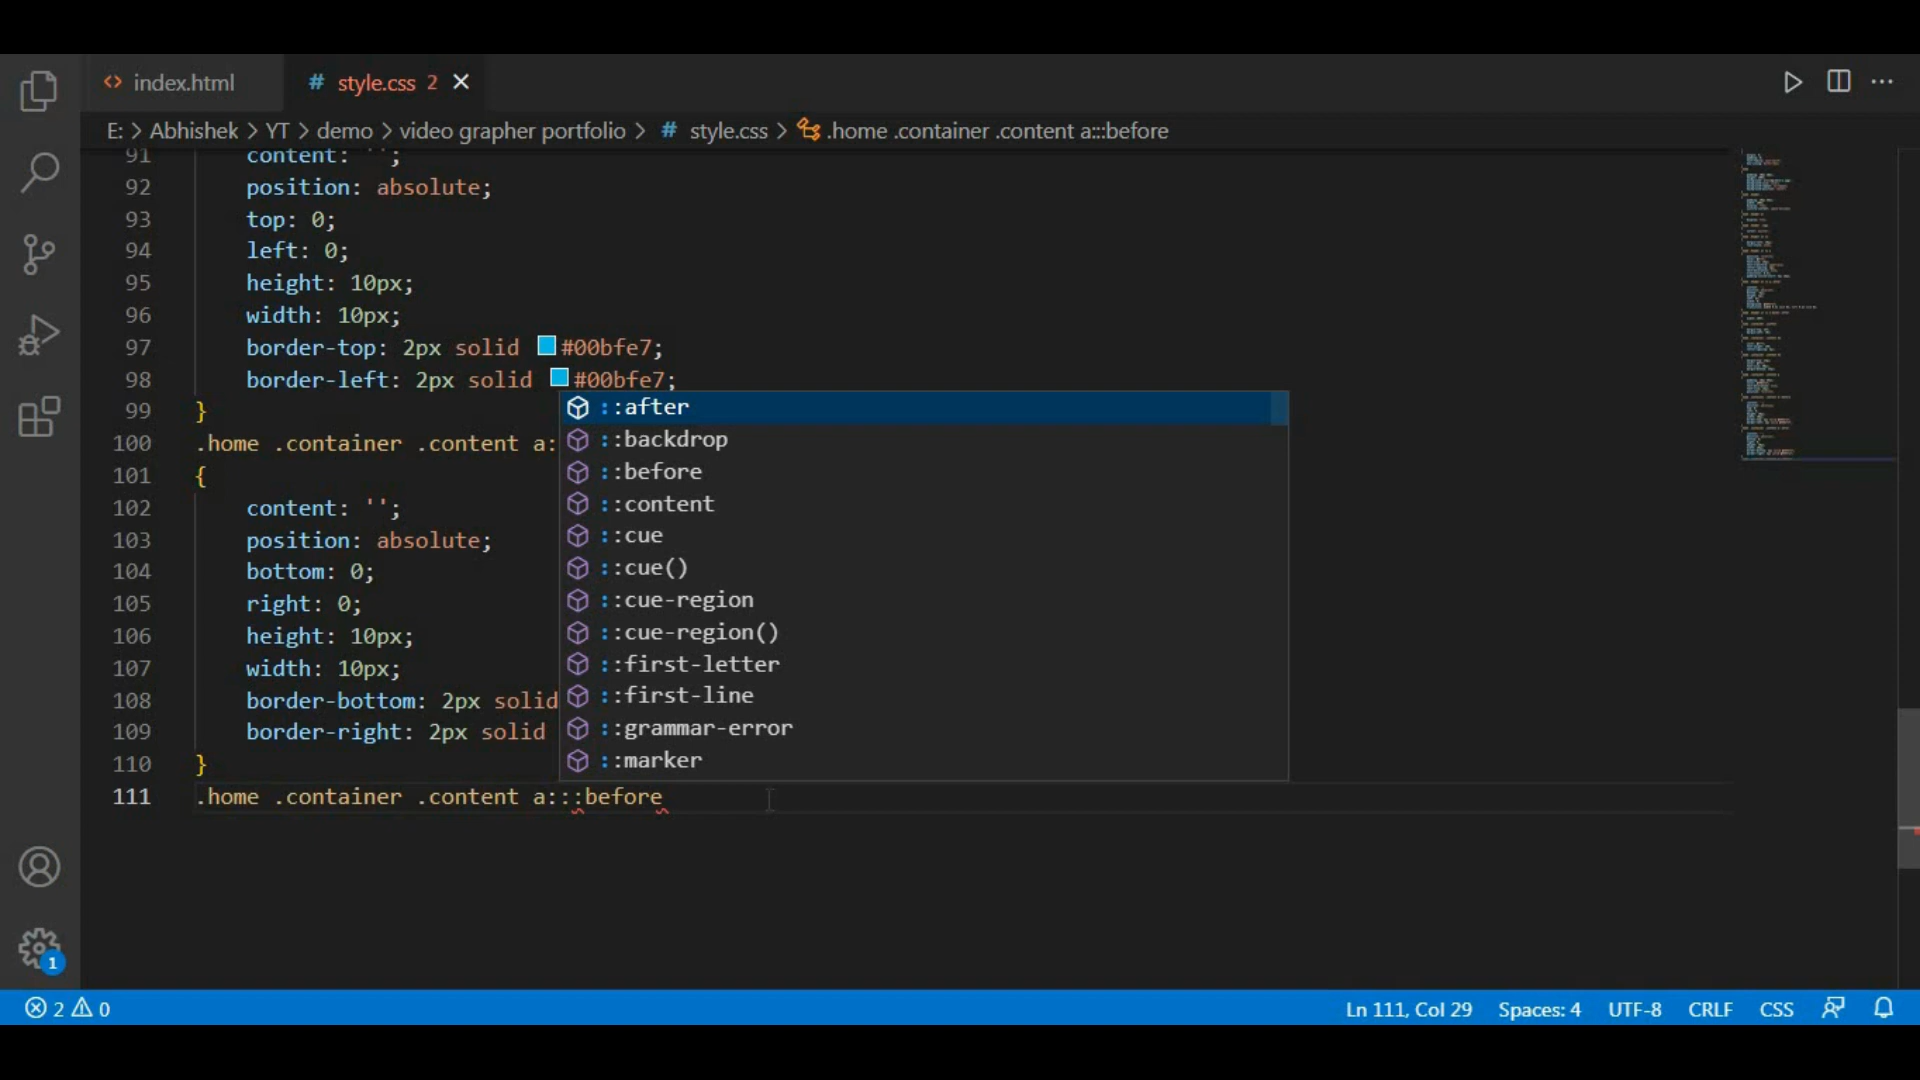 index.html
style.css 2
E: > Abhishek > YT > demo > video grapher portfolio > # style.css > .home .container .content a:::before
91 content: '';
92 position: absolute;
93 top: 0;
94 left: 0;
95 height: 10px;
96 width: 10px;
97 border-top: 2px solid #00bfe7;
98 border-left: 2px solid #00bfe7;
99 }
100 .home .container .content a:
101 {
102 content: '';
103 position: absolute;
104 bottom: 0;
105 right: 0;
106 height: 10px;
107 width: 10px;
108 border-bottom: 2px solid
109 border-right: 2px solid
110 }
111 .home .container .content a:::before
::after
::backdrop
::before
::content
::cue
::cue()
::cue-region
::cue-region()
::first-letter
::first-line
::grammar-error
::marker
1
2 0
Ln 111, Col 29
Spaces: 4
UTF-8
CRLF
CSS